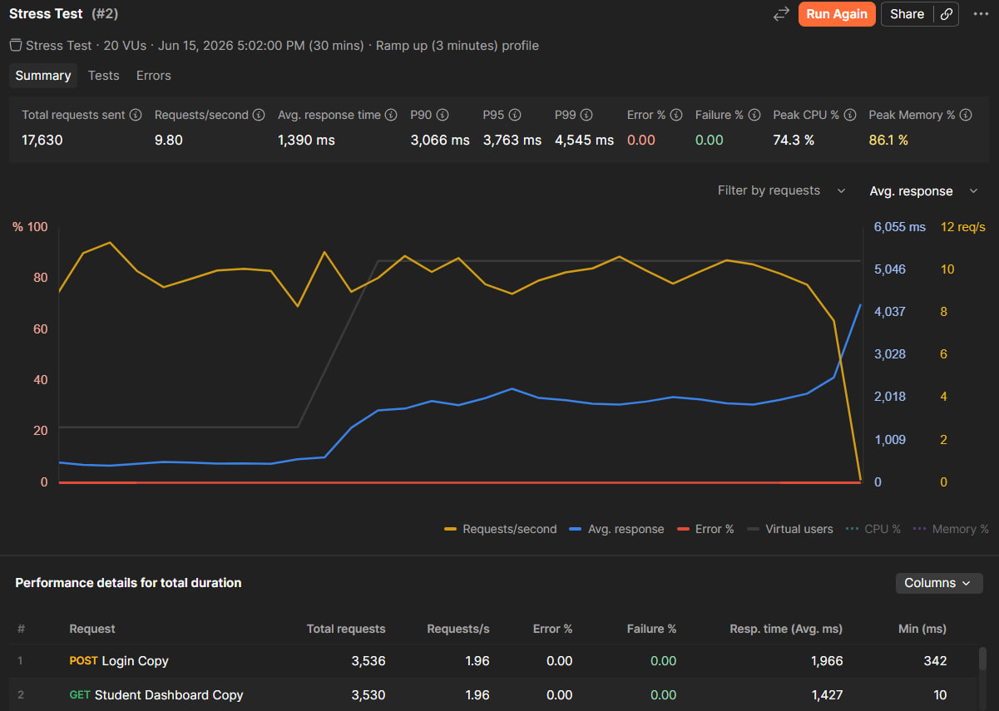 Stress Test (#2)
Run Again
Share
Stress Test · 20 VUs · Jun 15, 2026 5:02:00 PM (30 mins) · Ramp up (3 minutes) profile
Summary Tests Errors
Total requests sent Requests/second Avg. response time P90 P95 P99 Error % Failure % Peak CPU % Peak Memory %
17,630 9.80 1,390 ms 3,066 ms 3,763 ms 4,545 ms 0.00 0.00 74.3 % 86.1 %
Filter by requests Avg. response
% 100 6,055 ms 12 req/s
80 5,046 10
60 4,037 8
40 3,028 6
20 2,018 4
1,009 2
0 0 0
Requests/second Avg. response Error % Virtual users CPU % Memory %
Performance details for total duration
Columns
# Request Total requests Requests/s Error % Failure % Resp. time (Avg. ms) Min (ms)
1 POST Login Copy 3,536 1.96 0.00 0.00 1,966 342
2 GET Student Dashboard Copy 3,530 1.96 0.00 0.00 1,427 10